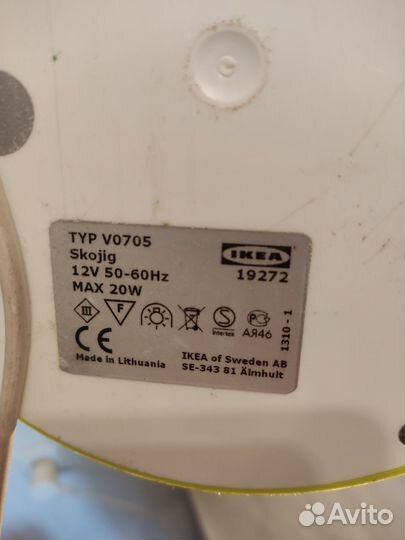 TYP V0705
Skojig
12V 50-60Hz
MAX 20W
IKEA
19272
III
F
S
Intertek
P
АЯ46
1310 - 1
CE
Made in Lithuania
IKEA of Sweden AB
SE-343 81 Älmhult
Avito